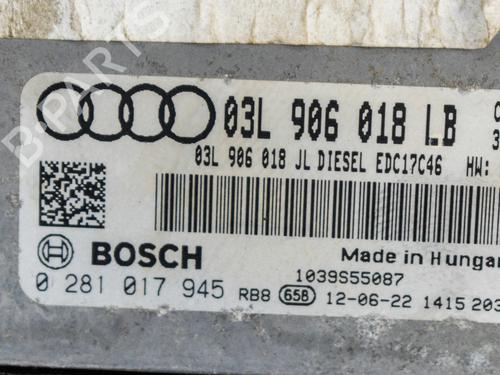 B-PARTS
03L 906 018 LB
03L 906 018 JL DIESEL EDC17C46 HW:
BOSCH
Made in Hungar
1039S55087
0 281 017 945 RB8 658 12-06-22 1415 203